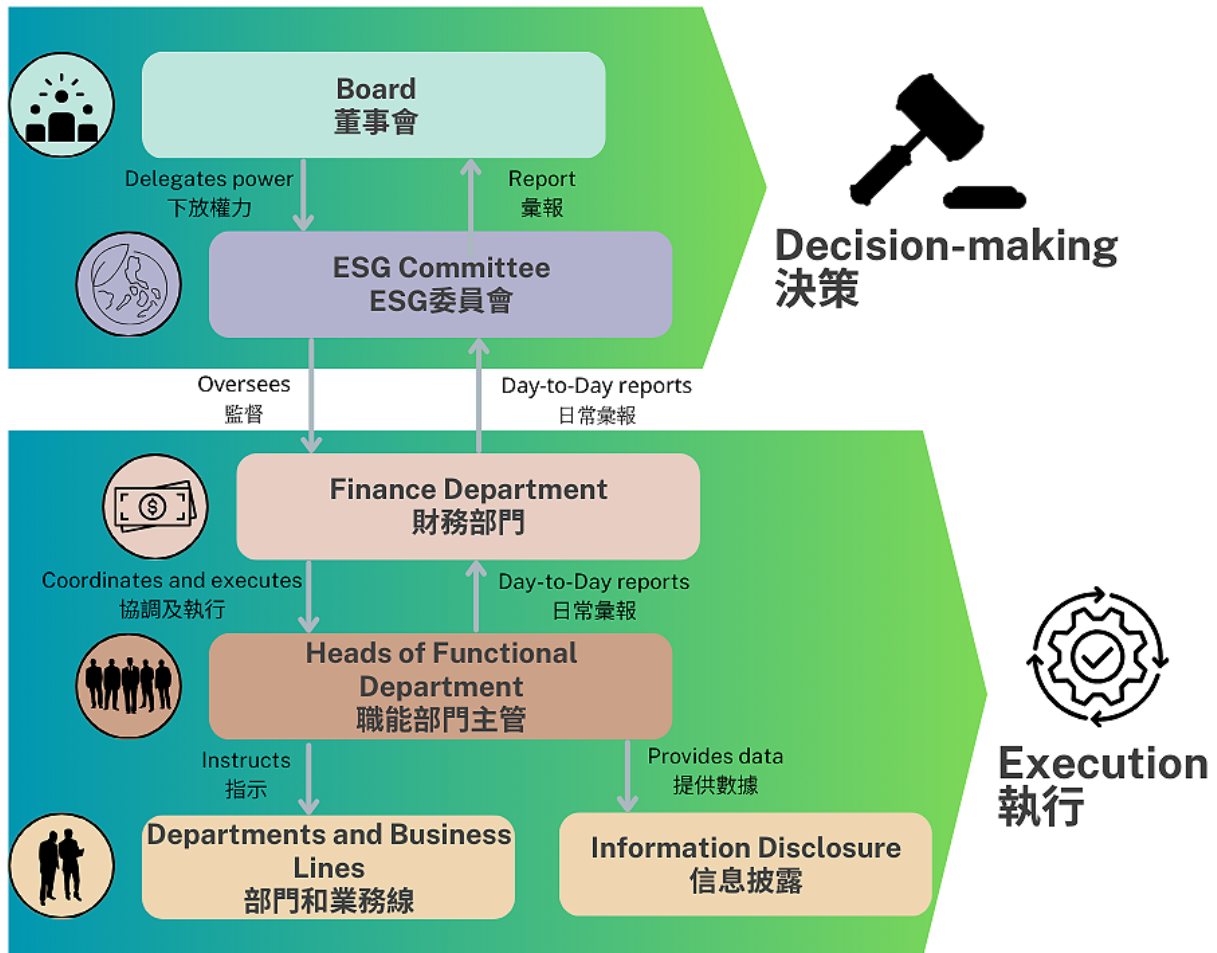 Board
董事會
Delegates power
下放權力
Report
彙報
ESG Committee
ESG委員會
Decision-making
決策
Oversees
監督
Day-to-Day reports
日常彙報
Finance Department
財務部門
Coordinates and executes
協調及執行
Day-to-Day reports
日常彙報
Heads of Functional
Department
職能部門主管
Execution
執行
Instructs
指示
Provides data
提供數據
Departments and Business
Lines
部門和業務線
Information Disclosure
信息披露